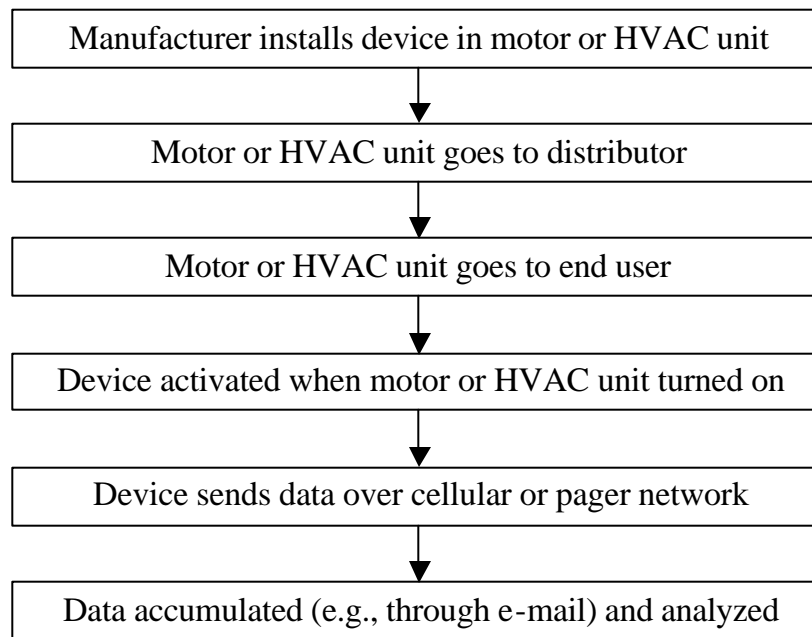 Manufacturer installs device in motor or HVAC unit
Motor or HVAC unit goes to distributor
Motor or HVAC unit goes to end user
Device activated when motor or HVAC unit turned on
Device sends data over cellular or pager network
Data accumulated (e.g., through e-mail) and analyzed